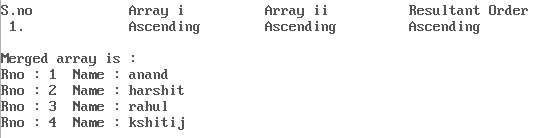 S.no Array i Array ii Resultant Order
1. Ascending Ascending Ascending
Merged array is :
Rno : 1 Name : anand
Rno : 2 Name : harshit
Rno : 3 Name : rahul
Rno : 4 Name : kshitij